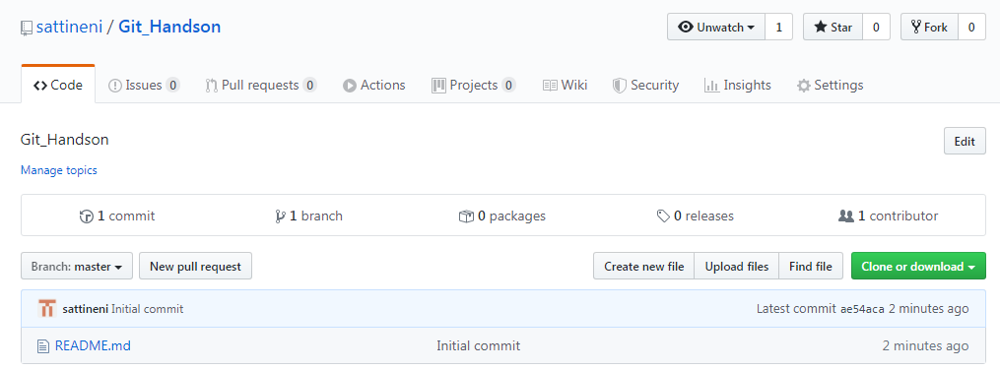 sattineni / Git_Handson Unwatch 1 Star 0 Fork 0
Code Issues 0 Pull requests 0 Actions Projects 0 Wiki Security Insights Settings
Git_Handson Edit
Manage topics
1 commit 1 branch 0 packages 0 releases 1 contributor
Branch: master New pull request Create new file Upload files Find file Clone or download
sattineni Initial commit Latest commit ae54aca 2 minutes ago
README.md Initial commit 2 minutes ago